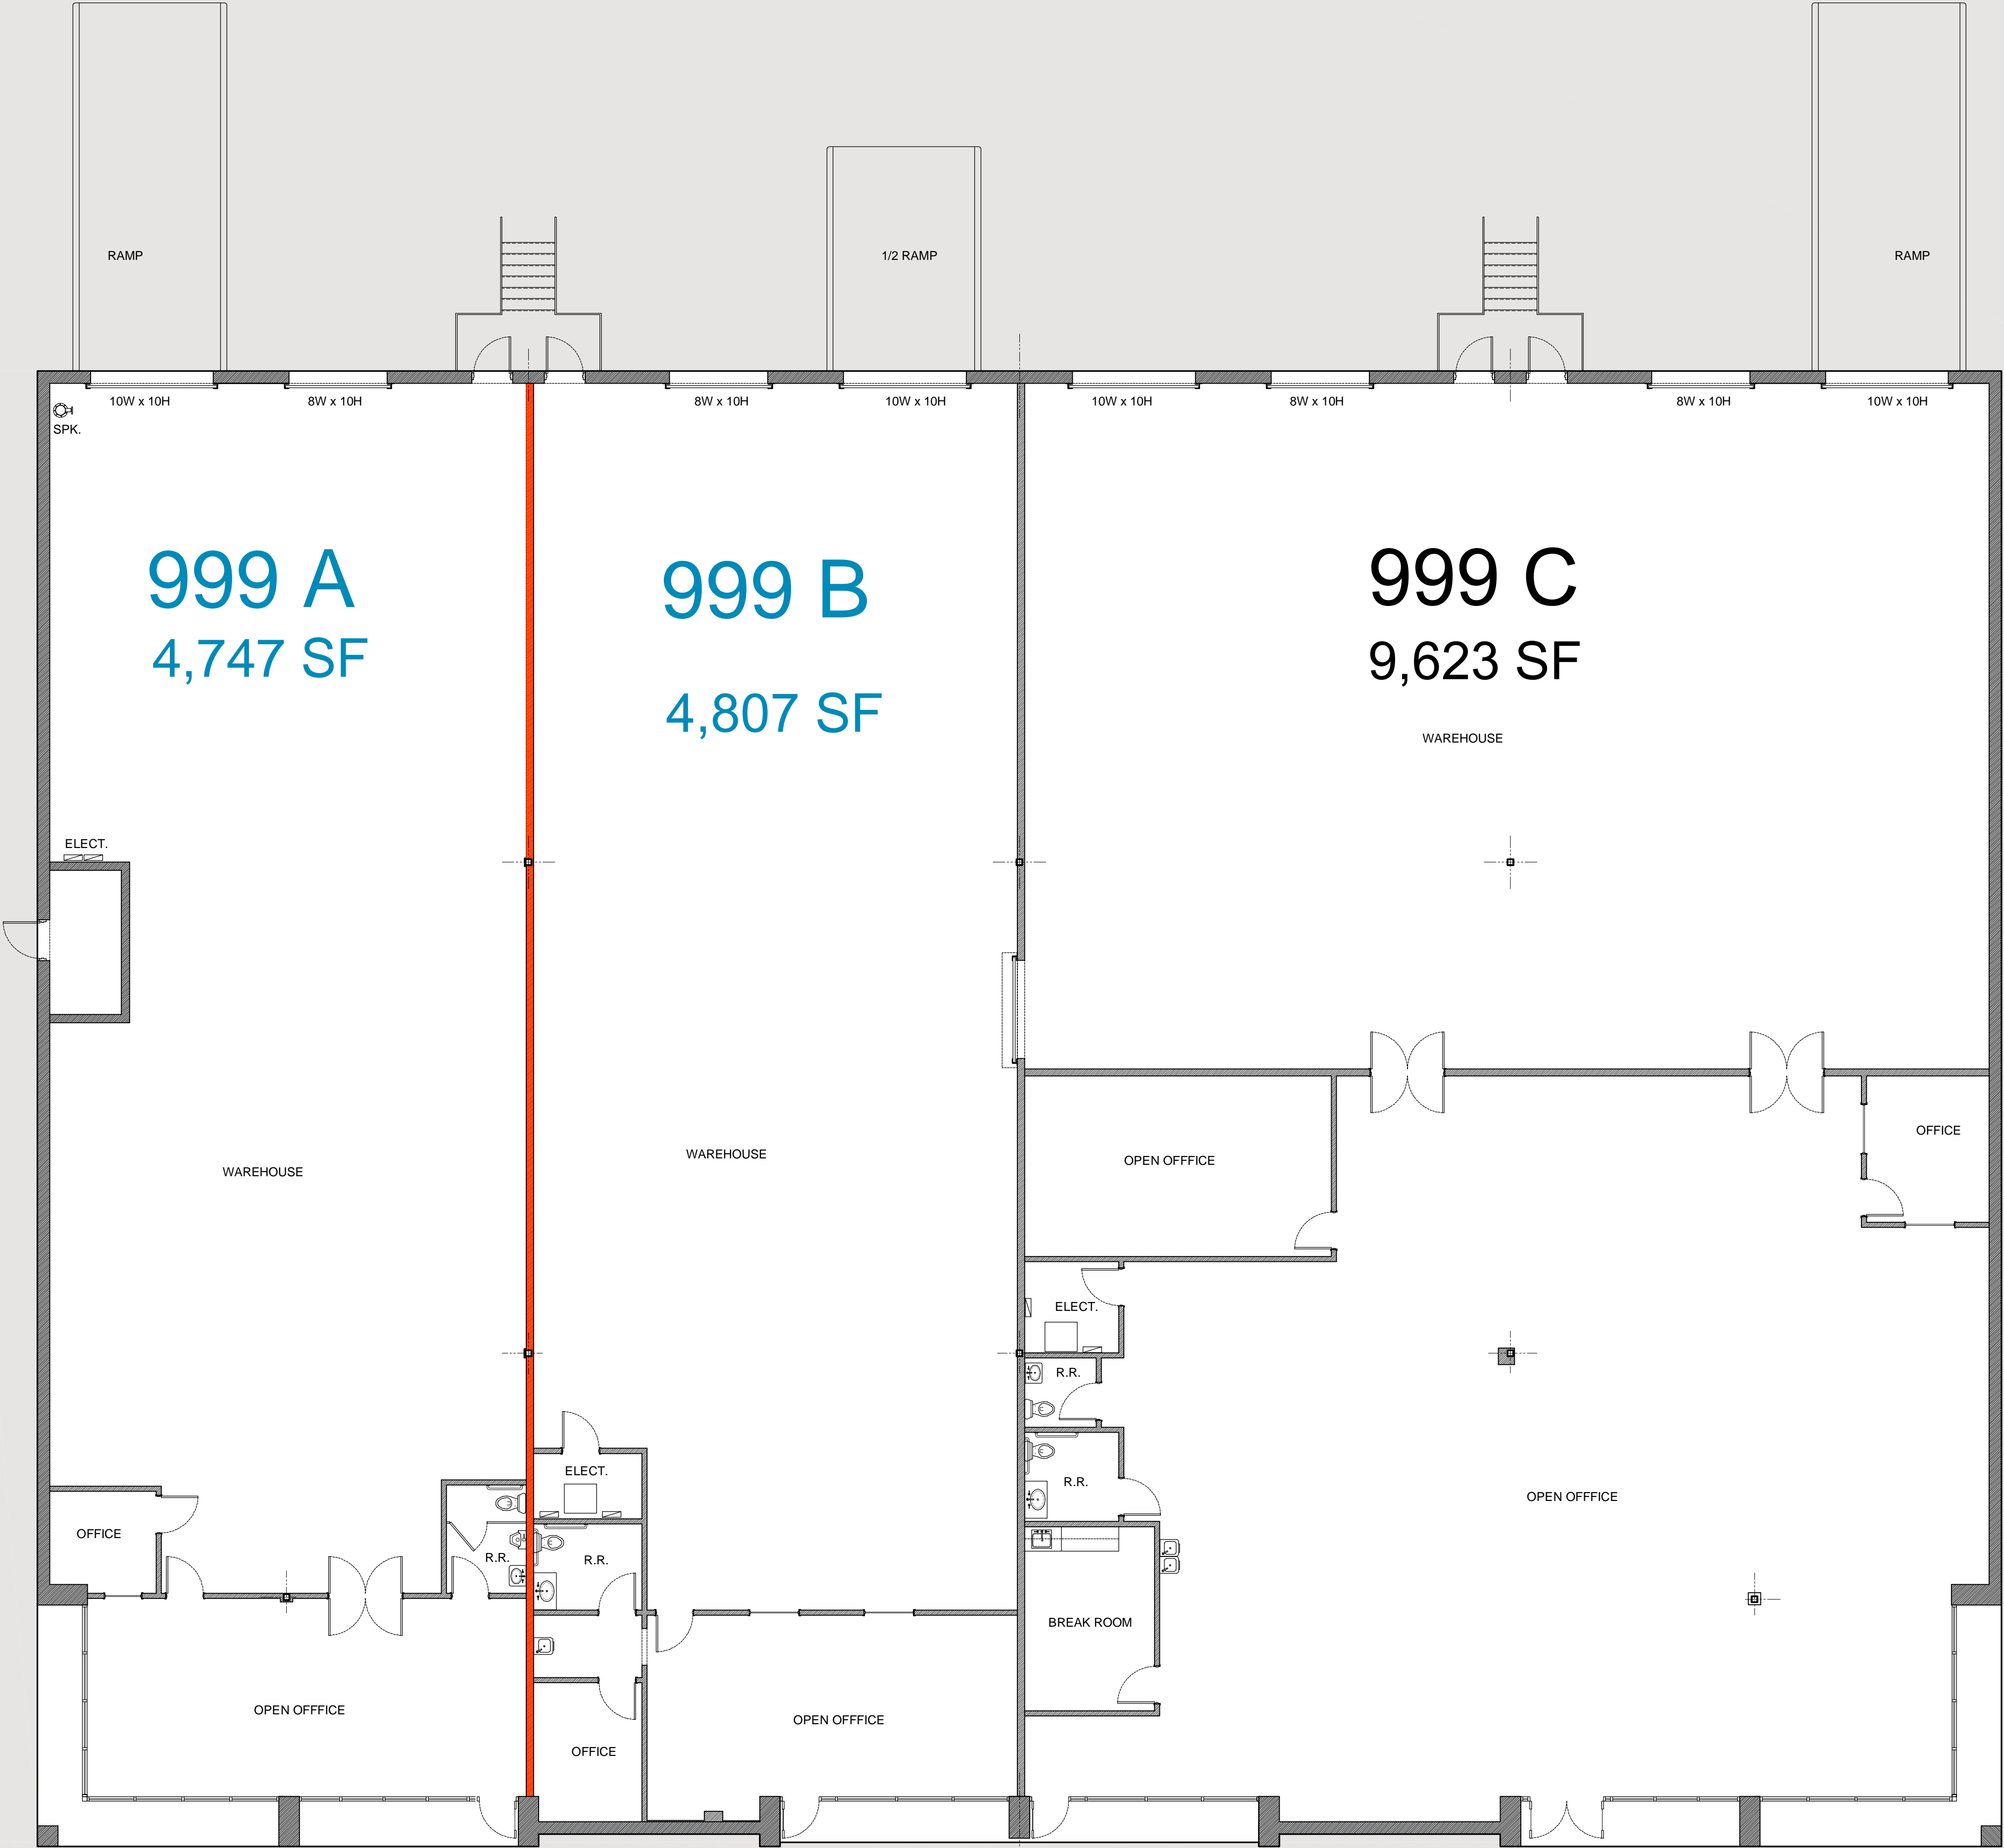 RAMP
1/2 RAMP
RAMP
10W x 10H
8W x 10H
8W x 10H
10W x 10H
10W x 10H
8W x 10H
8W x 10H
10W x 10H
SPK.
999 A
4,747 SF
999 B
4,807 SF
999 C
9,623 SF
WAREHOUSE
ELECT.
WAREHOUSE
WAREHOUSE
OPEN OFFFICE
OFFICE
ELECT.
R.R.
R.R.
OPEN OFFFICE
ELECT.
OFFICE
R.R.
R.R.
BREAK ROOM
OPEN OFFFICE
OPEN OFFFICE
OFFICE